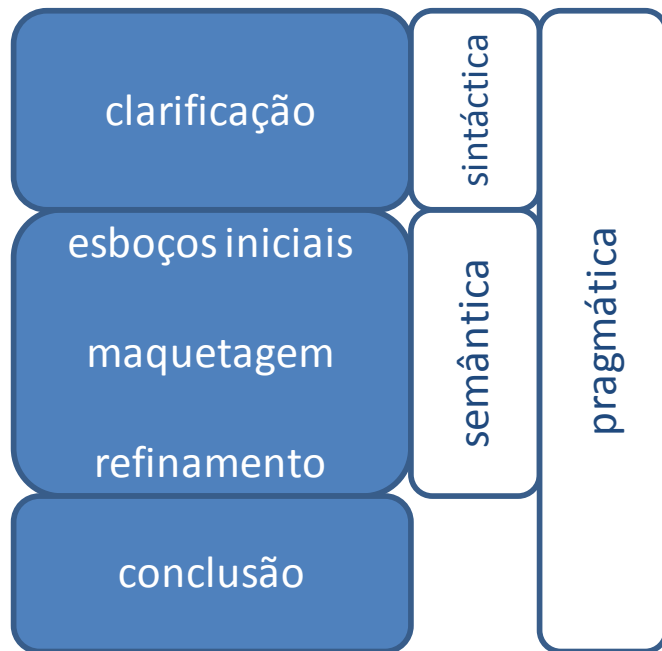 clarificação
sintáctica
esboços iniciais
maquetagem
refinamento
semântica
conclusão
pragmática